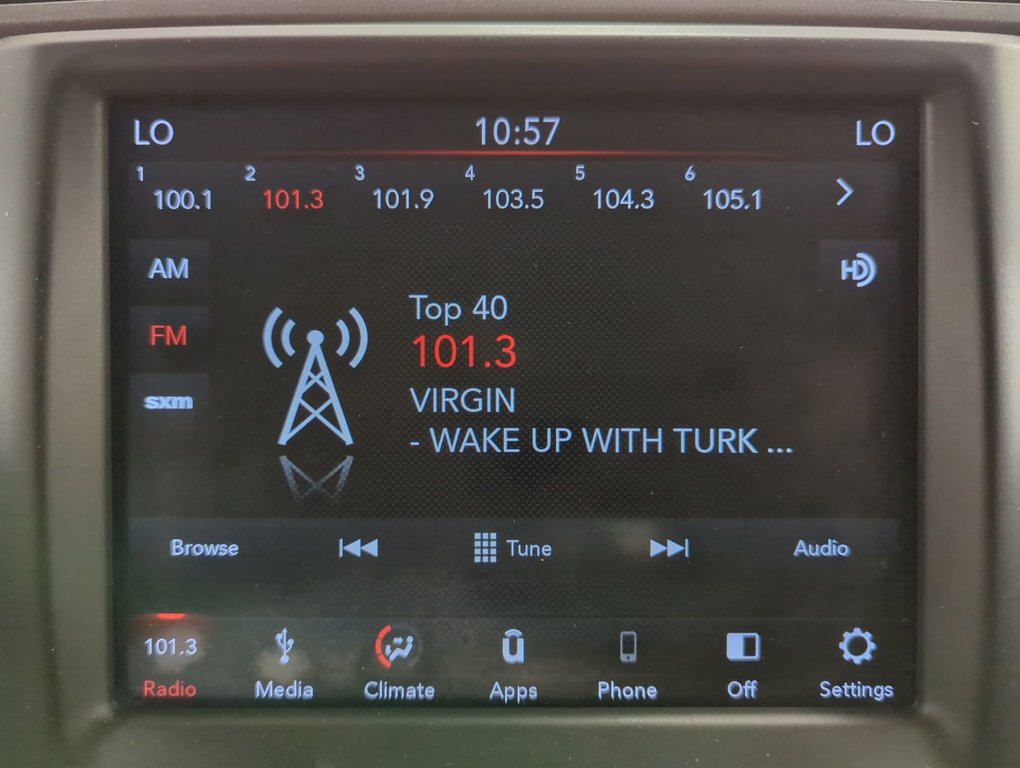 LO 10:57 LO
1 100.1 2 101.3 3 101.9 4 103.5 5 104.3 6 105.1
AM
HD
FM
sxm
Top 40
101.3
VIRGIN
- WAKE UP WITH TURK ...
Browse Tune Audio
101.3
Radio Media Climate Apps Phone Off Settings